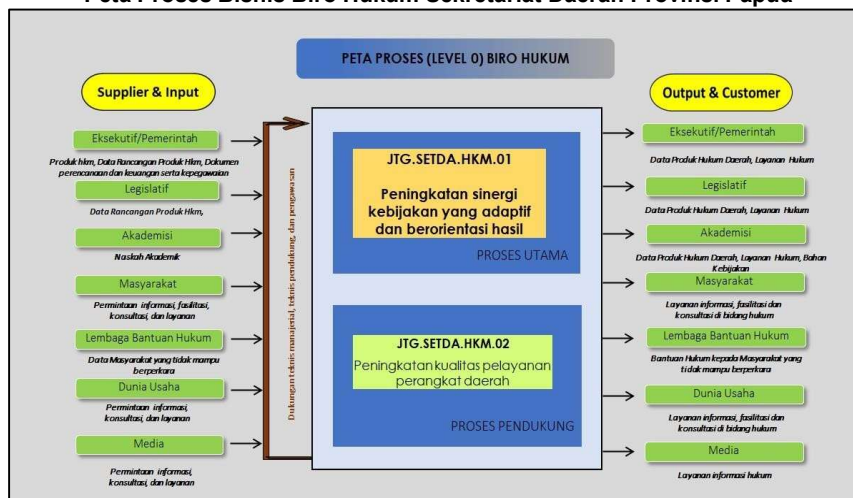 Peta Proses Bisnis Biro Hukum Sekretariat Daerah Provinsi Papua
PETA PROSES (LEVEL 0) BIRO HUKUM
Supplier & Input
Eksekutif/Pemerintah
Produk hkm, Data Rancangan Produk Hkm, Dokumen
perencanaan dan keuangan serta kepegawaian
Legislatif
Data Rancangan Produk Hkm,
Akademisi
Naskah Akademik
Masyarakat
Permintaan informasi, fasilitasi,
konsultasi, dan layanan
Lembaga Bantuan Hukum
Data Masyarakat yang tidak mampu
berperkara
Dunia Usaha
Permintaan informasi,
konsultasi, dan layanan
Media
Permintaan informasi,
konsultasi, dan layanan
Dukungan teknis manajerial, teknis pendukung, dan pengawasan
JTG.SETDA.HKM.01
Peningkatan sinergi
kebijakan yang adaptif
dan berorientasi hasil
PROSES UTAMA
JTG.SETDA.HKM.02
Peningkatan kualitas pelayanan
perangkat daerah
PROSES PENDUKUNG
Output & Customer
Eksekutif/Pemerintah
Data Produk Hukum Daerah, Layanan Hukum
Legislatif
Data Produk Hukum Daerah, Layanan Hukum
Akademisi
Data Produk Hukum Daerah, Layanan Hukum, Bahan
Kebijakan
Masyarakat
Layanan informasi, fasilitasi dan
konsultasi di bidang hukum
Lembaga Bantuan Hukum
Bantuan Hukum kepada Masyarakat yang
tidak mampu berperkara
Dunia Usaha
Layanan informasi, fasilitasi dan
konsultasi di bidang hukum
Media
Layanan informasi hukum